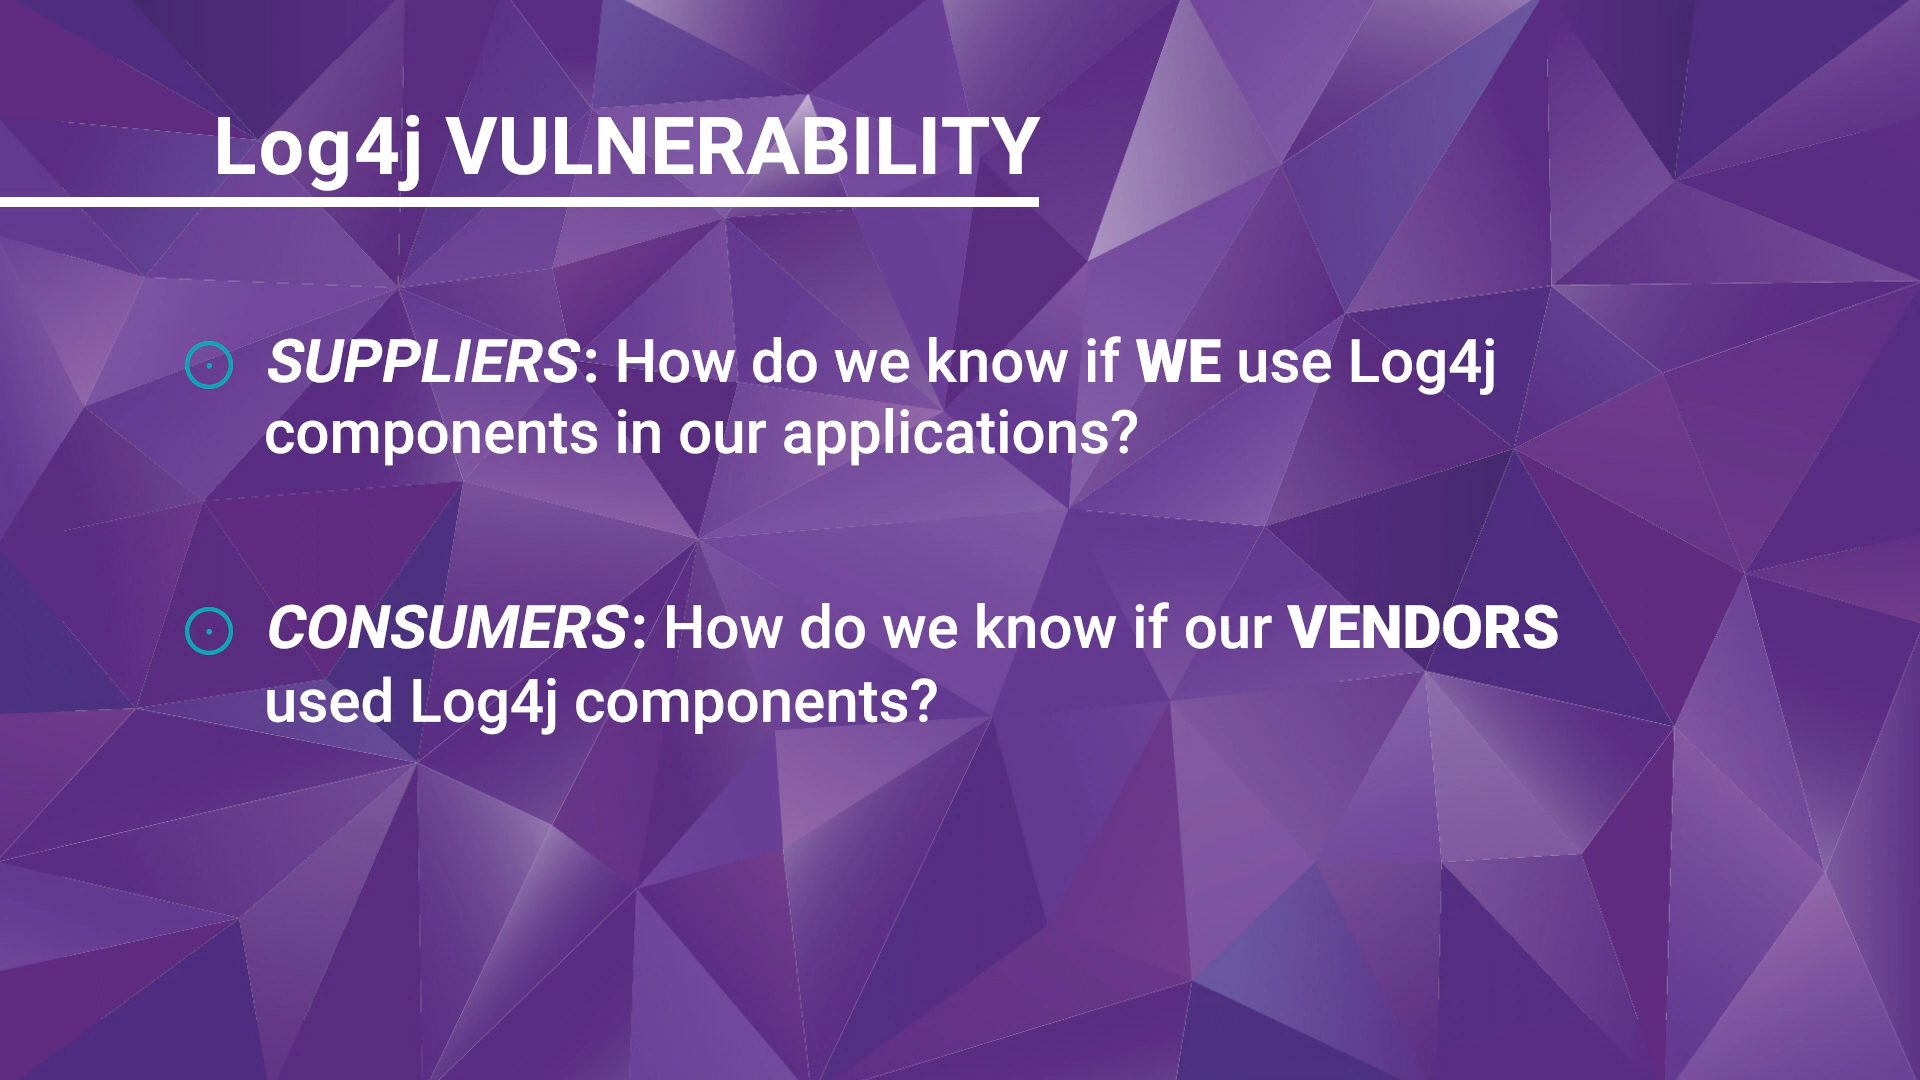 Log4j VULNERABILITY
SUPPLIERS: How do we know if WE use Log4j
components in our applications?
CONSUMERS: How do we know if our VENDORS
used Log4j components?